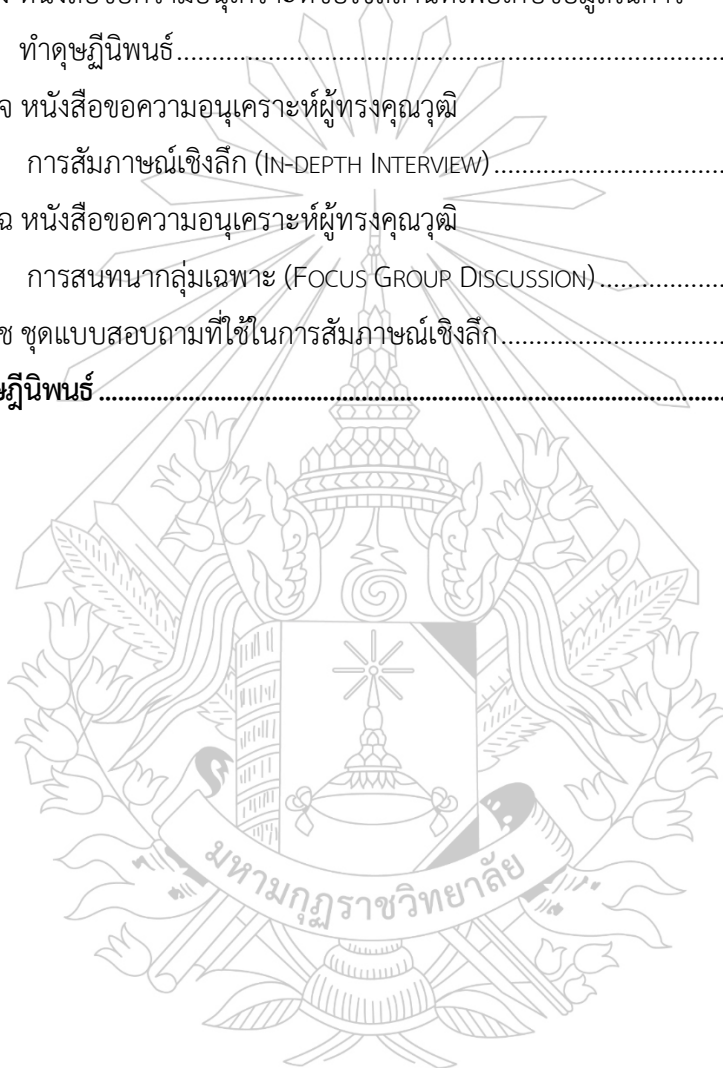 ทำดุษฎีนิพนธ์........................................................................
จ หนังสือขอความอนุเคราะห์ผู้ทรงคุณวุฒิ
การสัมภาษณ์เชิงลึก (IN-DEPTH INTERVIEW)..............................
ฉ หนังสือขอความอนุเคราะห์ผู้ทรงคุณวุฒิ
การสนทนากลุ่มเฉพาะ (FOCUS GROUP DISCUSSION)................
ช ชุดแบบสอบถามที่ใช้ในการสัมภาษณ์เชิงลึก..............................
ษฎีนิพนธ์........................................................................
มหามกุฏราชวิทยาลัย